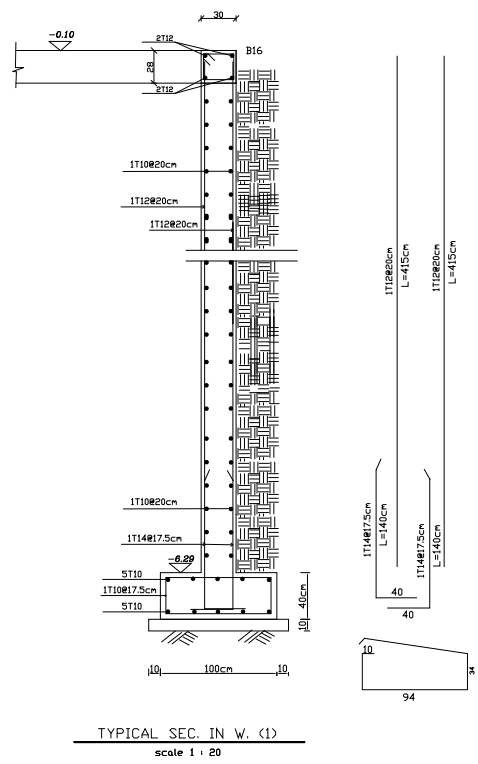 30
-0.10
2T12
B16
28
2T12
1T10@20cm
1T12@20cm
1T12@20cm
1T12@20cm
L=415cm
1T12@20cm
L=415cm
1T10@20cm
1T14@17.5cm
-6.29
5T10
1T10@17.5cm
5T10
40cm
10
10
100cm
10
1T14@17.5cm
L=140cm
1T14@17.5cm
L=140cm
40
40
10
34
94
TYPICAL SEC. IN W. (1)
scale 1 : 20